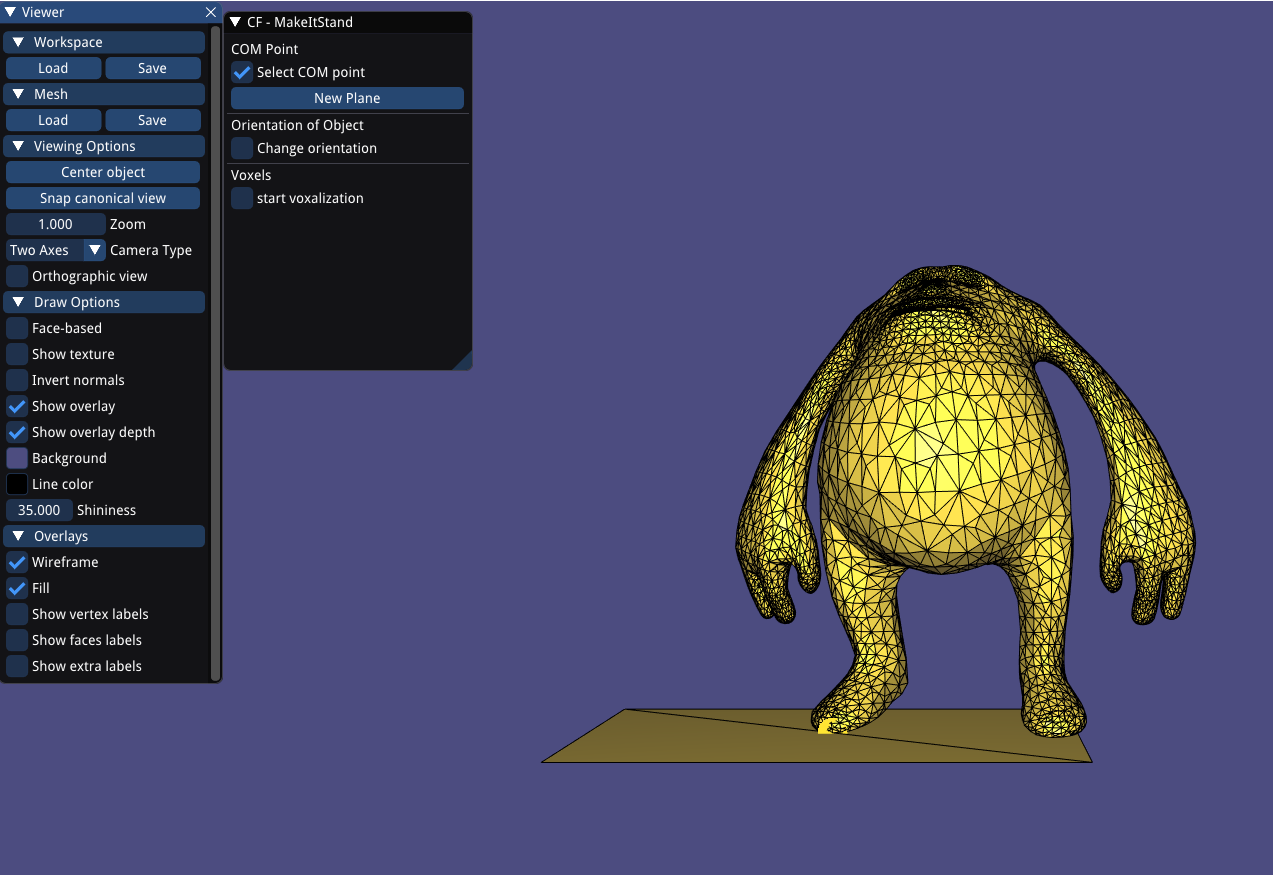 Viewer
Workspace
Load Save
Mesh
Load Save
Viewing Options
Center object
Snap canonical view
1.000 Zoom
Two Axes Camera Type
Orthographic view
Draw Options
Face-based
Show texture
Invert normals
Show overlay
Show overlay depth
Background
Line color
35.000 Shininess
Overlays
Wireframe
Fill
Show vertex labels
Show faces labels
Show extra labels
CF - MakeItStand
COM Point
Select COM point
New Plane
Orientation of Object
Change orientation
Voxels
start voxalization